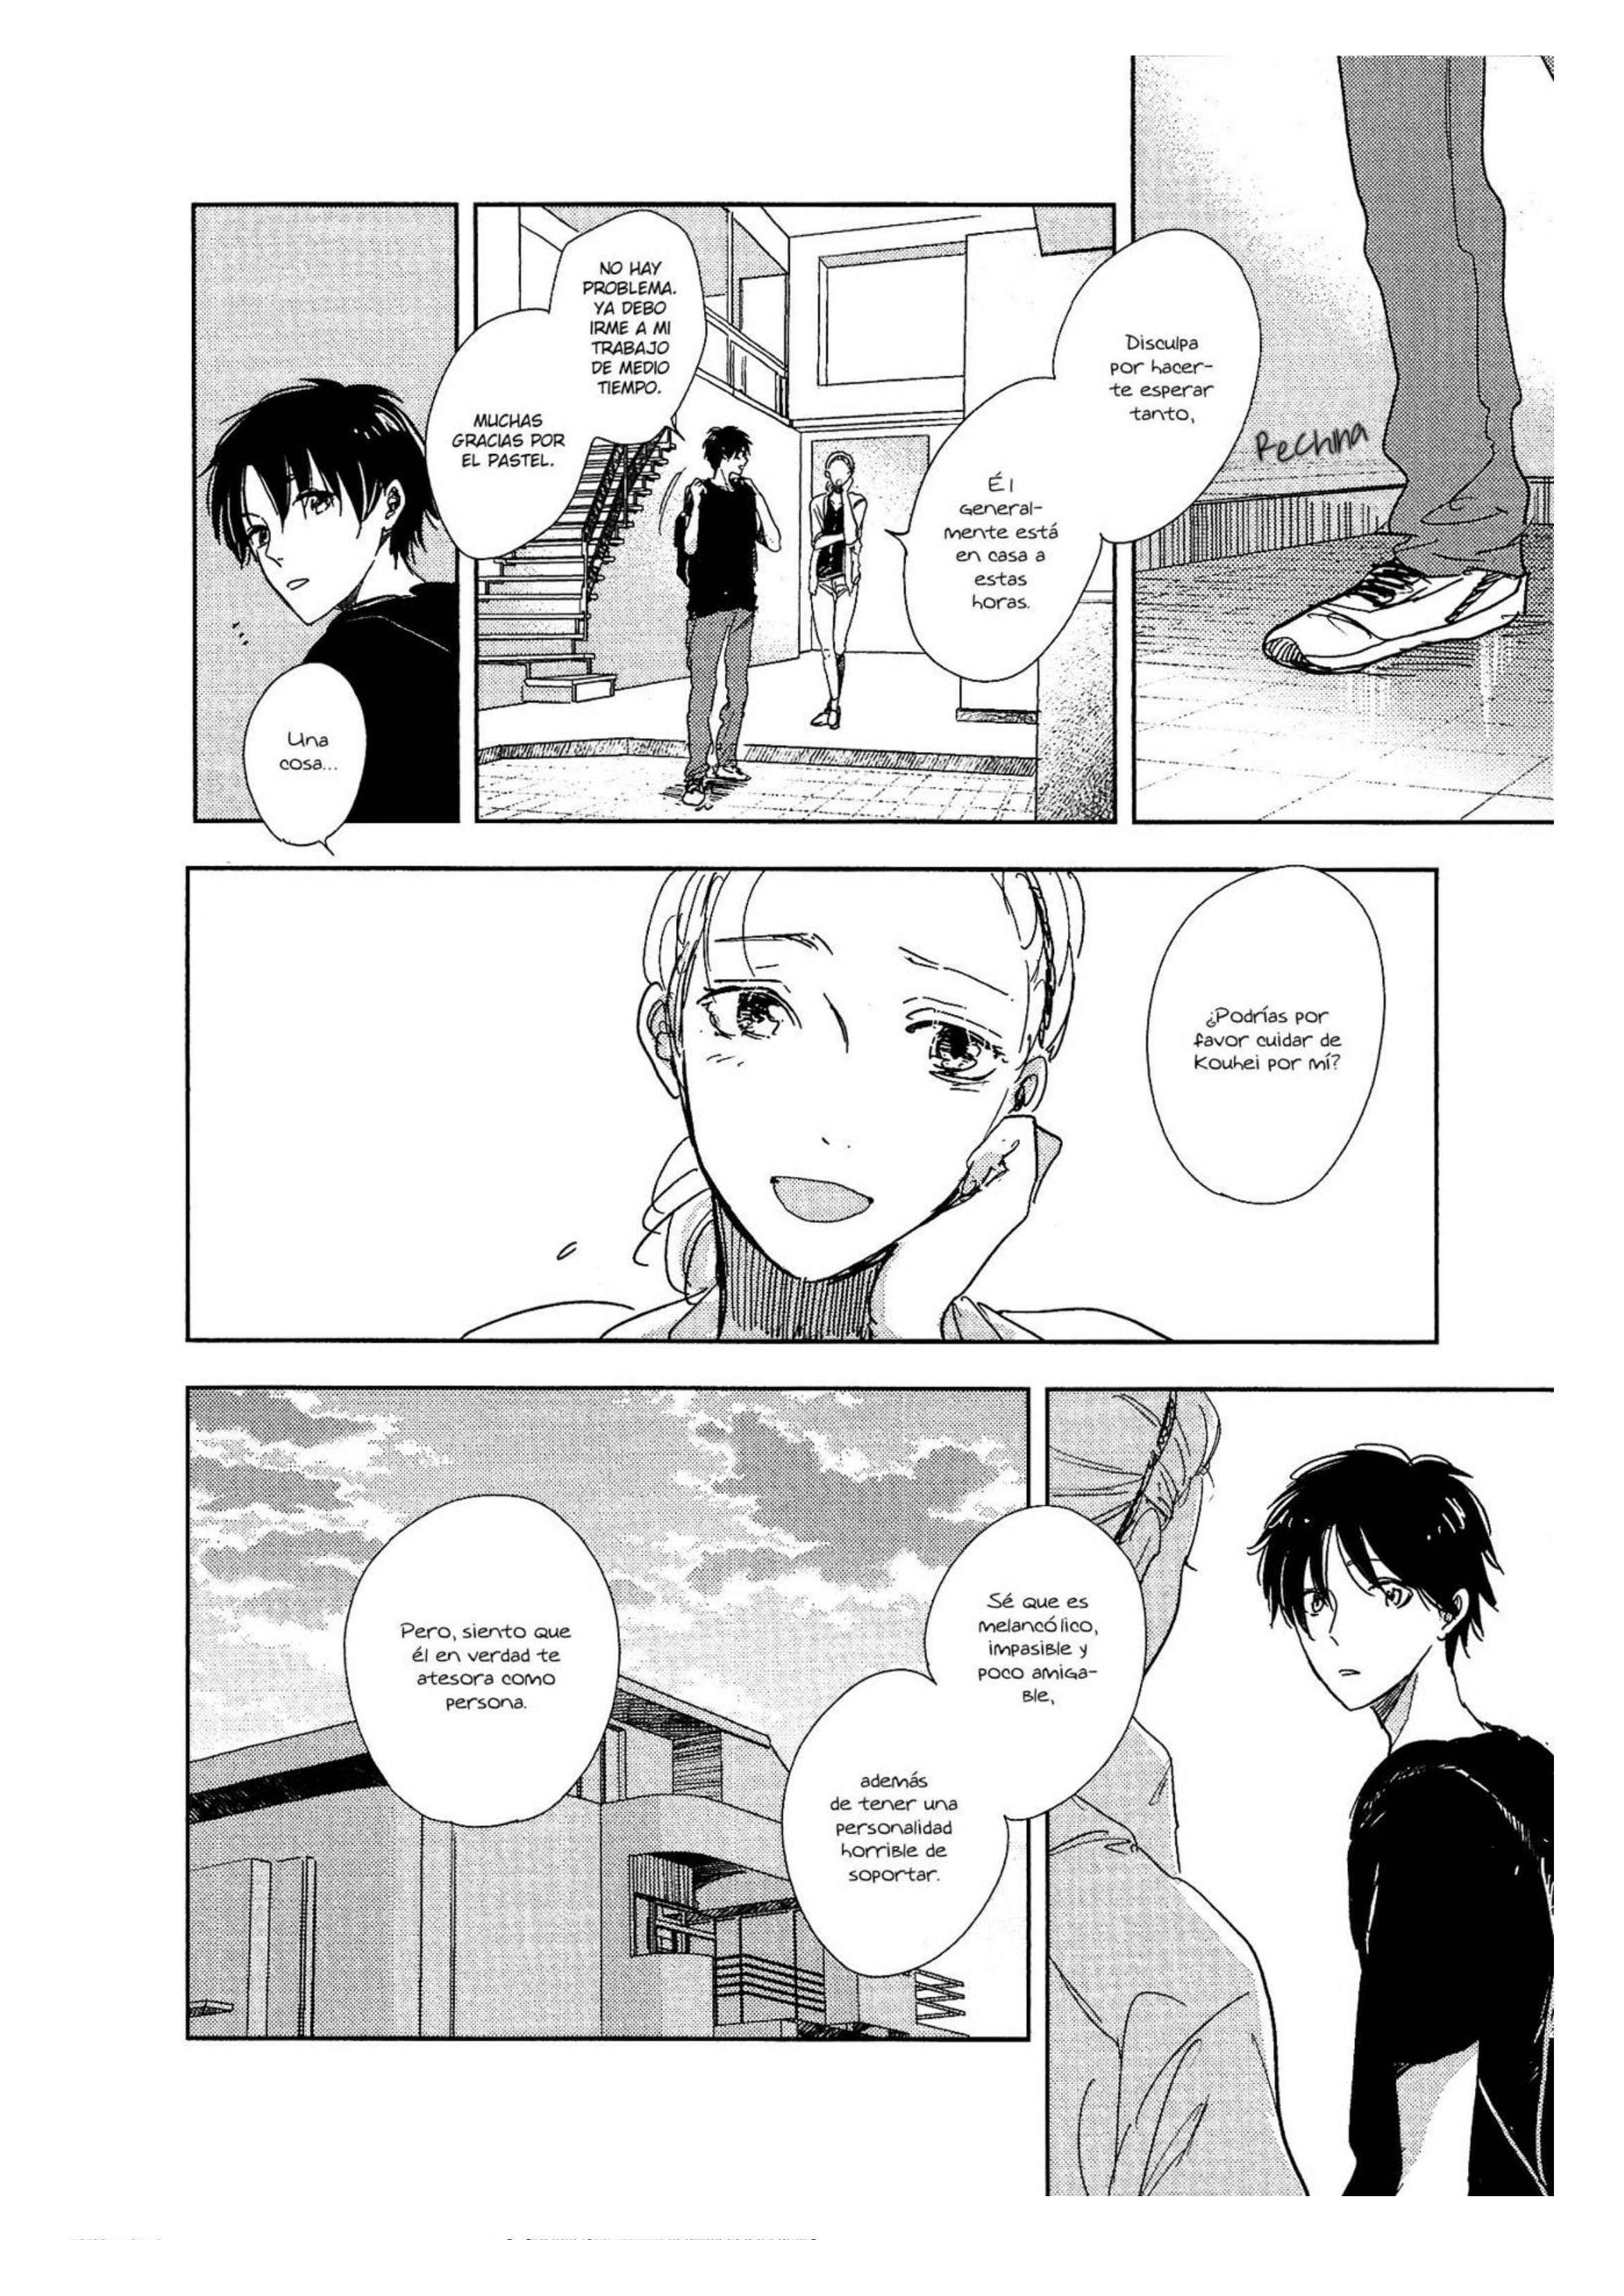 Rechina
Disculpa
por hacer-
te esperar
tanto,
Él
general-
mente está
en casa a
estas
horas.
NO HAY
PROBLEMA.
YA DEBO
IRME A MI
TRABAJO
DE MEDIO
TIEMPO.
MUCHAS
GRACIAS POR
EL PASTEL.
Una
cosa...
¿Podrías por
favor cuidar de
Kouhei por mí?
Sé que es
melancólico,
impasible y
poco amiga-
ble,
además
de tener una
personalidad
horrible de
soportar.
Pero, siento que
él en verdad te
atesora como
persona.